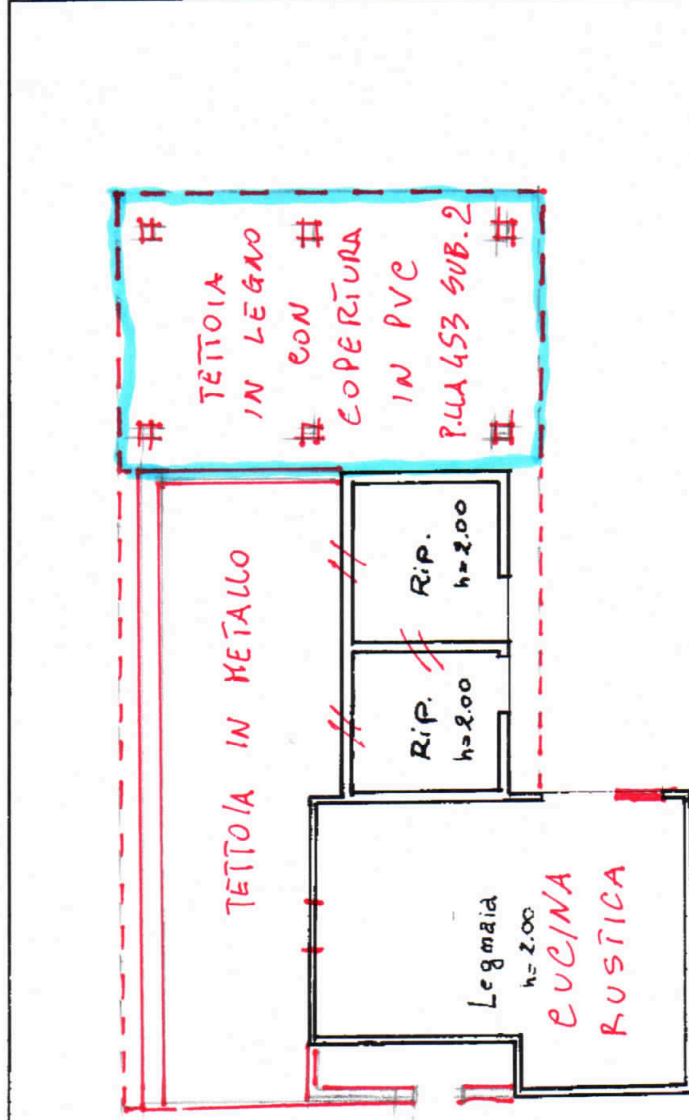 TETTOIA
IN LEGNO
CON
COPERTURA
IN PVC
P.LLA 453 SUB. 2
TETTOIA IN METALLO
Rip.
h=2.00
Rip.
h=2.00
Legnaia
h=2.00
CUCINA
RUSTICA